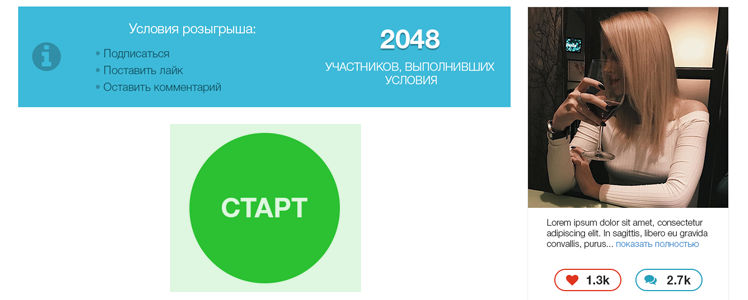 Условия розыгрыша:
• Подписаться
• Поставить лайк
• Оставить комментарий
2048
УЧАСТНИКОВ, ВЫПОЛНИВШИХ
УСЛОВИЯ
СТАРТ
Lorem ipsum dolor sit amet, consectetur
adipiscing elit. In sagittis, libero eu gravida
convallis, purus... показать полностью
1.3k
2.7k